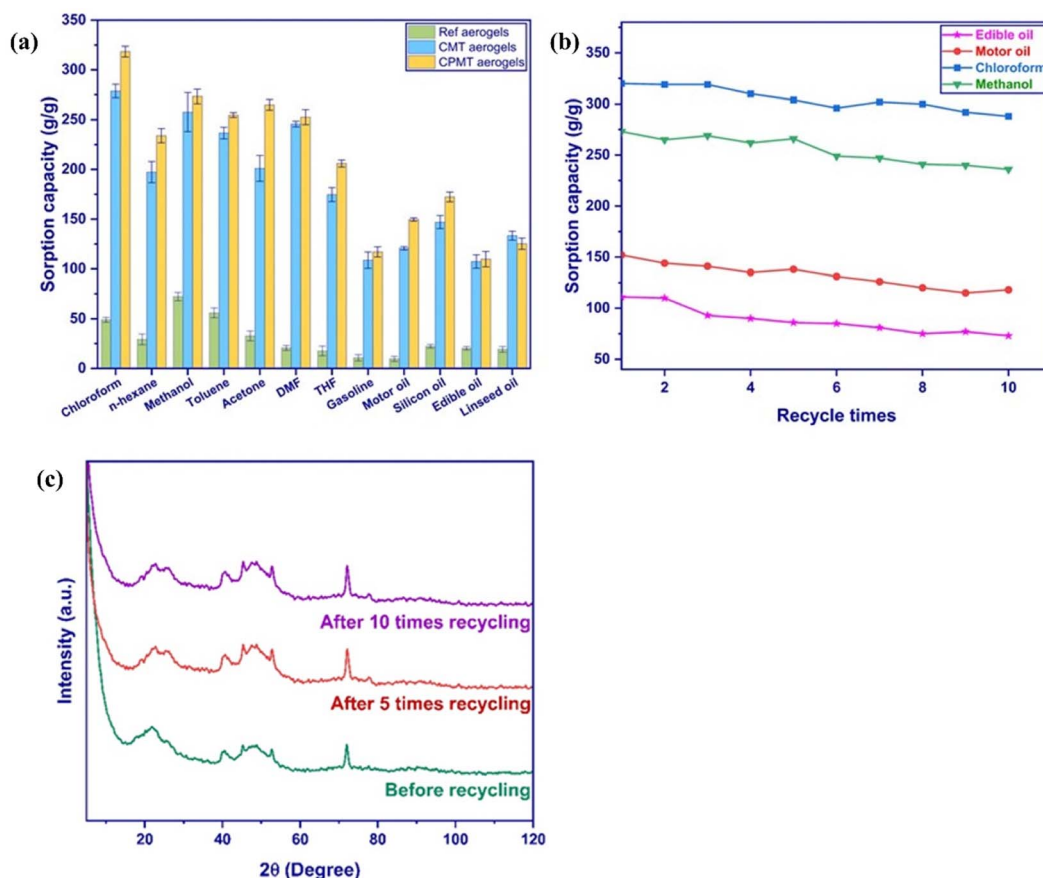 (a)
Sorption capacity (g/g)
350
300
250
200
150
100
50
0
Ref aerogels
CMT aerogels
CPMT aerogels
Chloroform
n-hexane
Methanol
Toluene
Acetone
DMF
THF
Gasoline
Motor oil
Silicon oil
Edible oil
Linseed oil
(b)
Sorption capacity (g/g)
350
300
250
200
150
100
50
Edible oil
Motor oil
Chloroform
Methanol
2 4 6 8 10
Recycle times
(c)
Intensity (a.u.)
After 10 times recycling
After 5 times recycling
Before recycling
20 40 60 80 100 120
2θ (Degree)